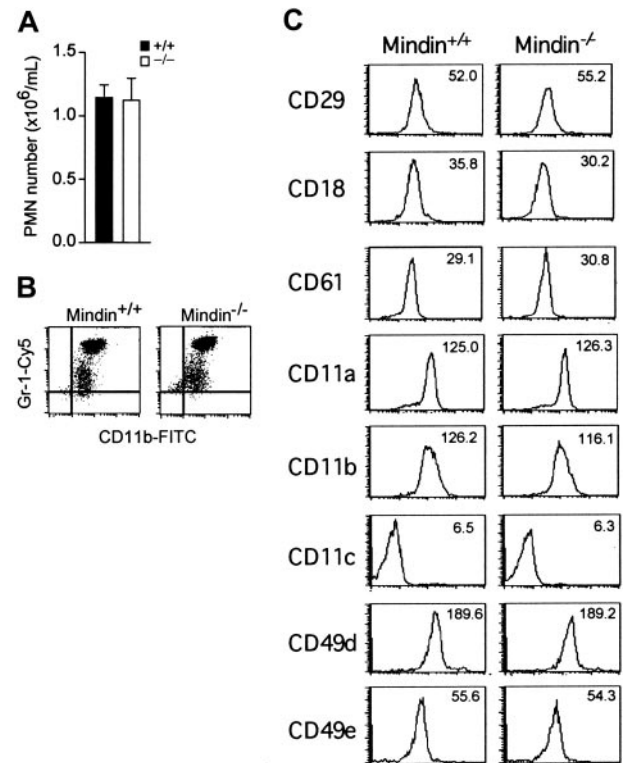 A
+/+
−/−
PMN number (x10⁶/mL)
1.5
1.0
0.5
0.0
B
Mindin+/+
Mindin-/-
Gr-1-Cy5
CD11b-FITC
C
Mindin+/+
Mindin-/-
CD29
52.0
55.2
CD18
35.8
30.2
CD61
29.1
30.8
CD11a
125.0
126.3
CD11b
126.2
116.1
CD11c
6.5
6.3
CD49d
189.6
189.2
CD49e
55.6
54.3